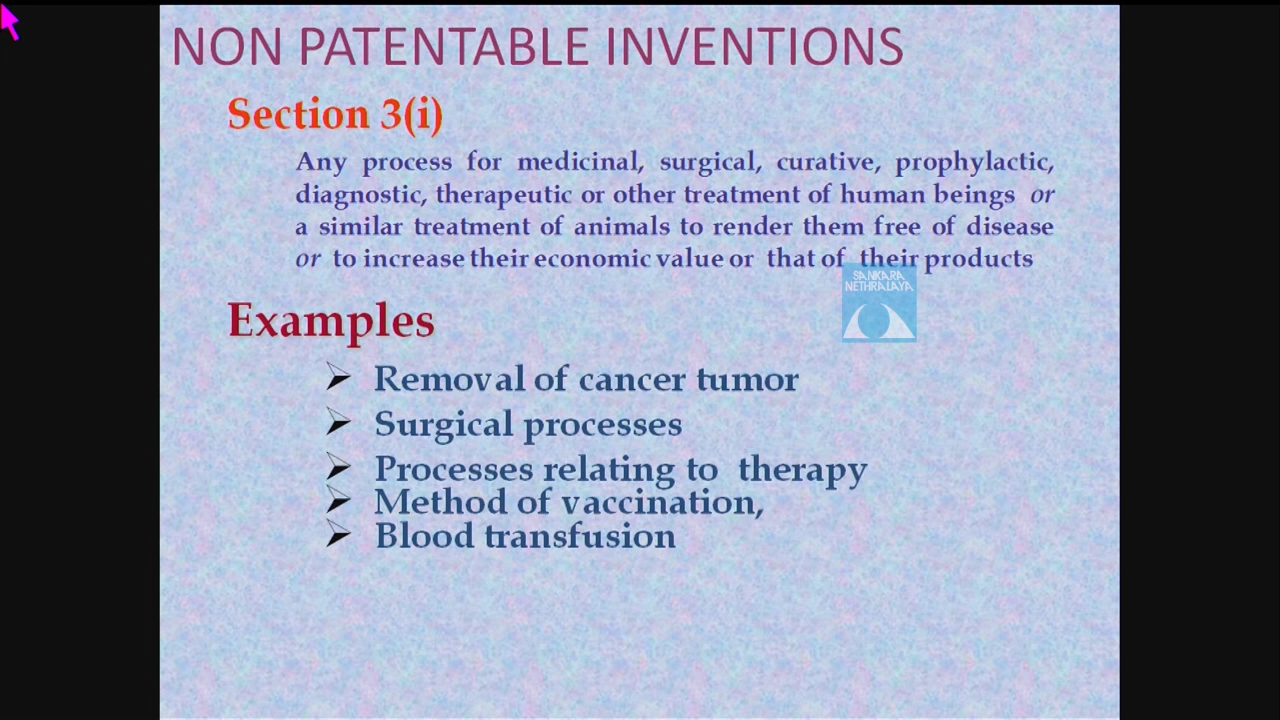 NON PATENTABLE INVENTIONS
Section 3(i)
Any process for medicinal, surgical, curative, prophylactic,
diagnostic, therapeutic or other treatment of human beings or
a similar treatment of animals to render them free of disease
or to increase their economic value or that of their products
SANKARA
NETHRALAYA
Examples
Removal of cancer tumor
Surgical processes
Processes relating to therapy
Method of vaccination,
Blood transfusion